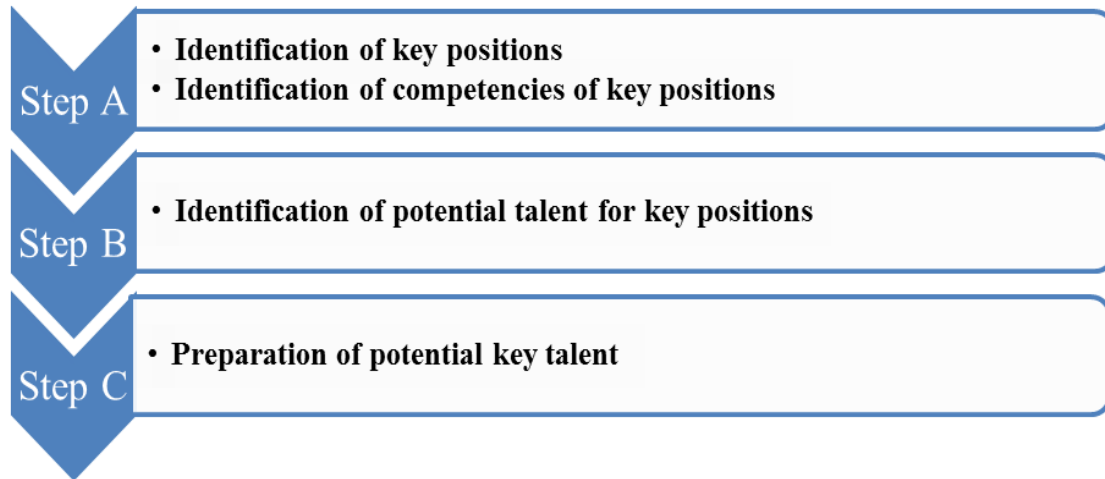 Step A
• Identification of key positions
• Identification of competencies of key positions
Step B
• Identification of potential talent for key positions
Step C
• Preparation of potential key talent